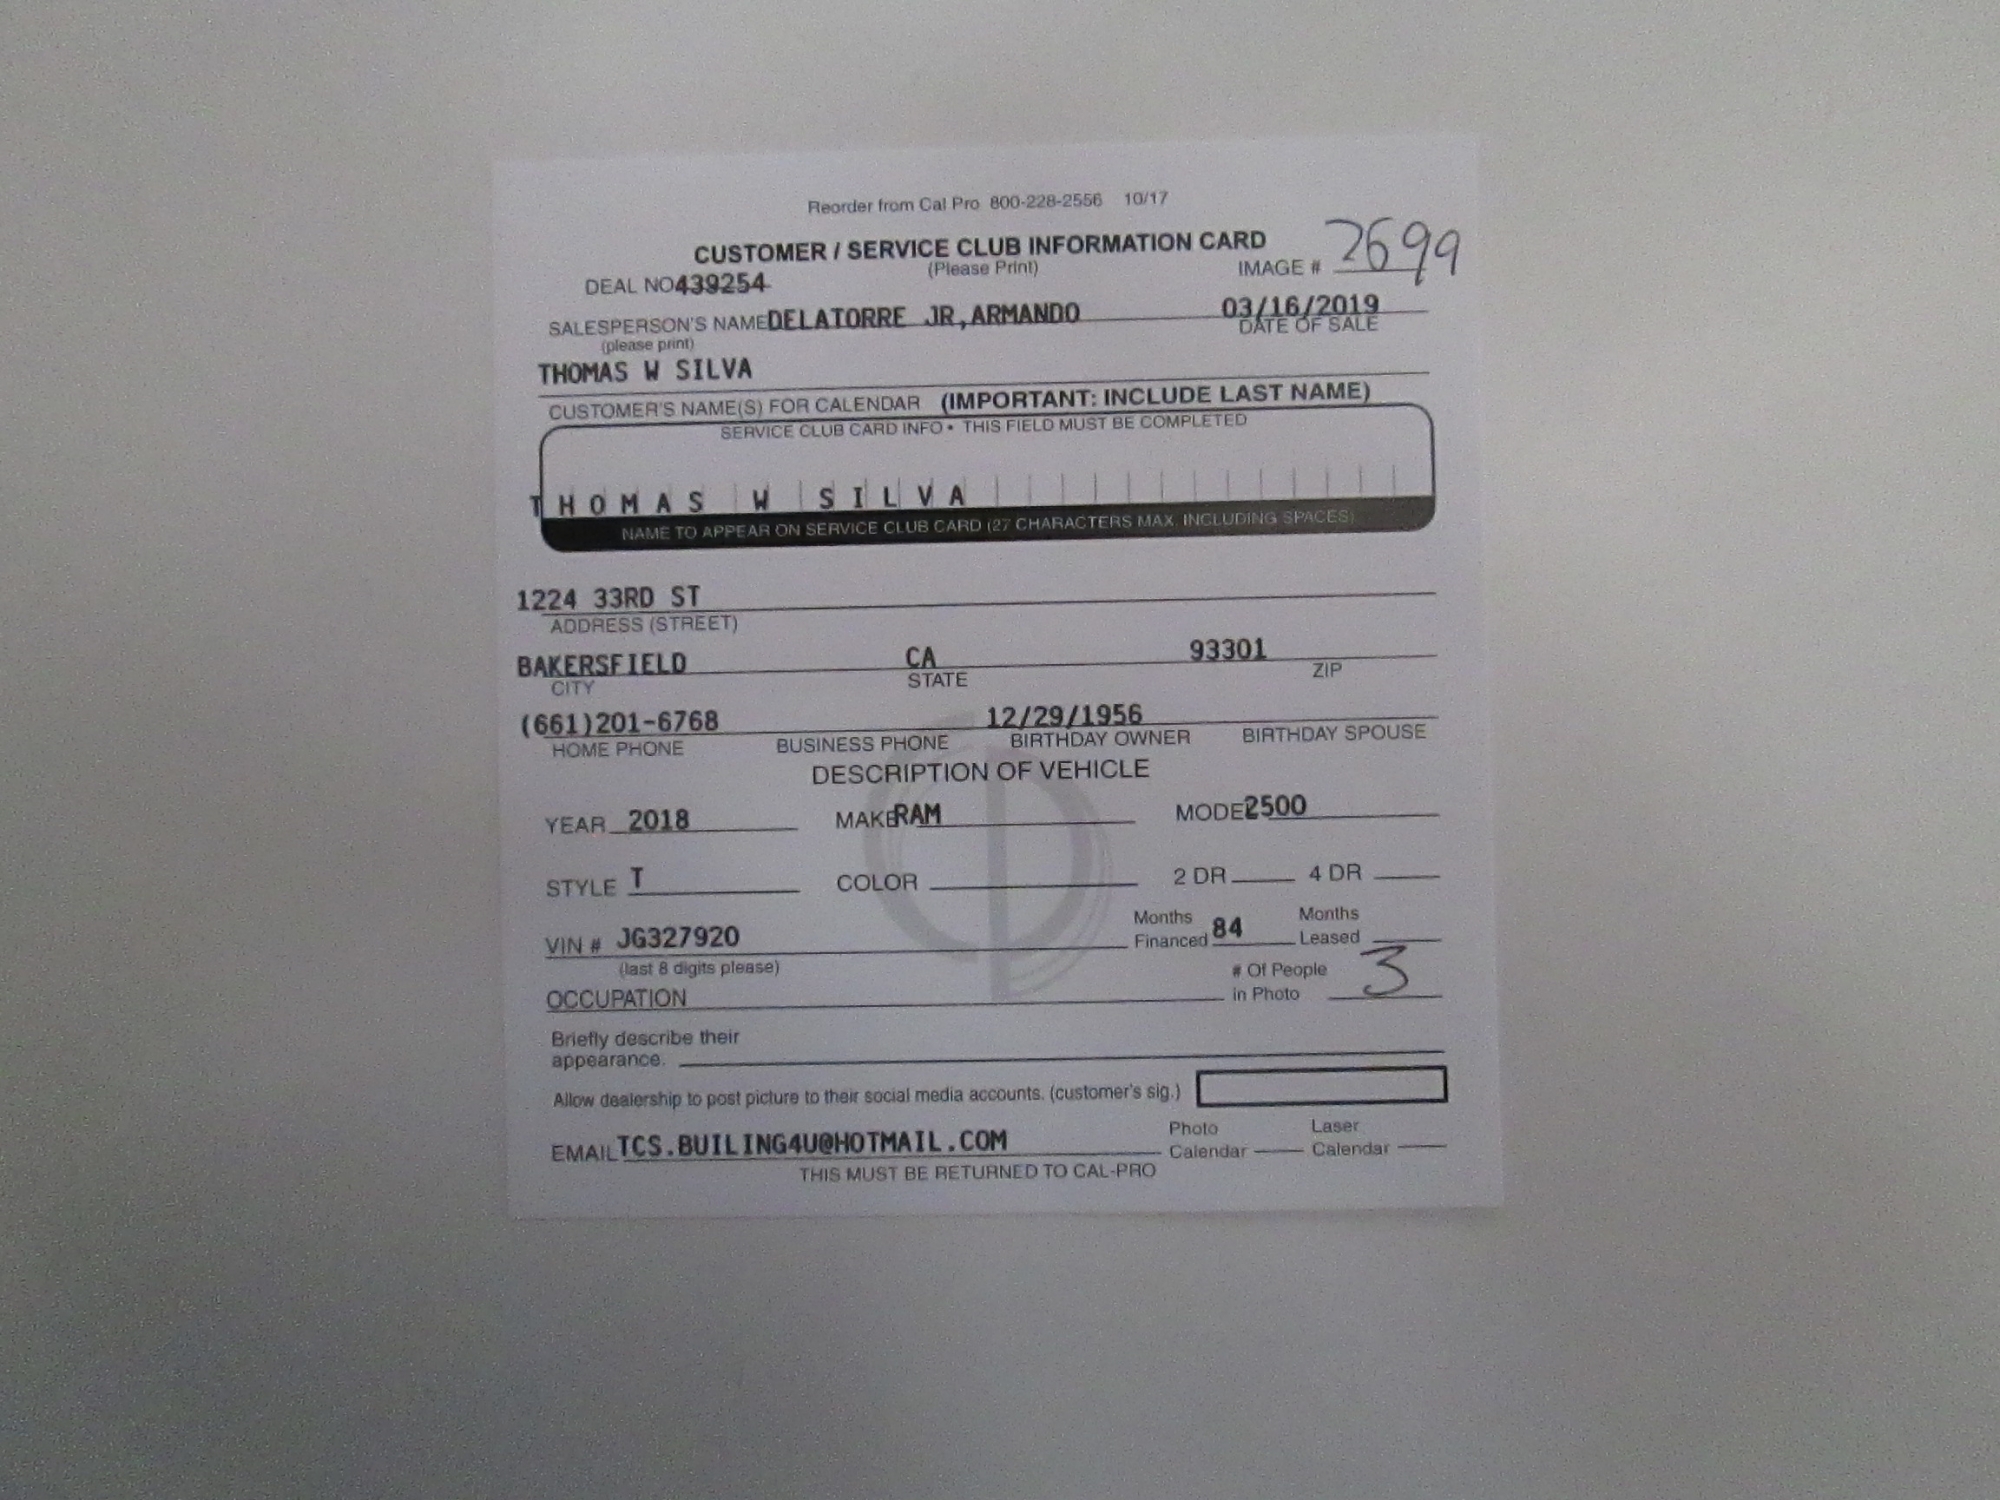 Reorder from Cal Pro 800-228-2556 10/17
CUSTOMER / SERVICE CLUB INFORMATION CARD
(Please Print)
IMAGE # 2699
DEAL NO 439254
SALESPERSON'S NAME DELATORRE JR,ARMANDO 03/16/2019
(please print) DATE OF SALE
THOMAS W SILVA
CUSTOMER'S NAME(S) FOR CALENDAR (IMPORTANT: INCLUDE LAST NAME)
SERVICE CLUB CARD INFO • THIS FIELD MUST BE COMPLETED
THOMAS W SILVA
NAME TO APPEAR ON SERVICE CLUB CARD (27 CHARACTERS MAX. INCLUDING SPACES)
1224 33RD ST
ADDRESS (STREET)
BAKERSFIELD CA 93301
CITY STATE ZIP
(661)201-6768 12/29/1956
HOME PHONE BUSINESS PHONE BIRTHDAY OWNER BIRTHDAY SPOUSE
DESCRIPTION OF VEHICLE
YEAR 2018 MAKE RAM MODEL 2500
STYLE T COLOR 2 DR 4 DR
VIN # JG327920 Months Financed 84 Months Leased
(last 8 digits please)
OCCUPATION # Of People in Photo 3
Briefly describe their
appearance.
Allow dealership to post picture to their social media accounts. (customer's sig.)
EMAIL TCS.BUILING4U@HOTMAIL.COM Photo Calendar Laser Calendar
THIS MUST BE RETURNED TO CAL-PRO